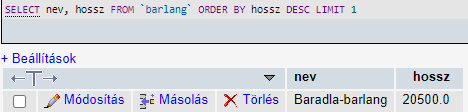 SELECT nev, hossz FROM `barlang` ORDER BY hossz DESC LIMIT 1
+ Beállítások
nev hossz
Módosítás Másolás Törlés Baradla-barlang 20500.0